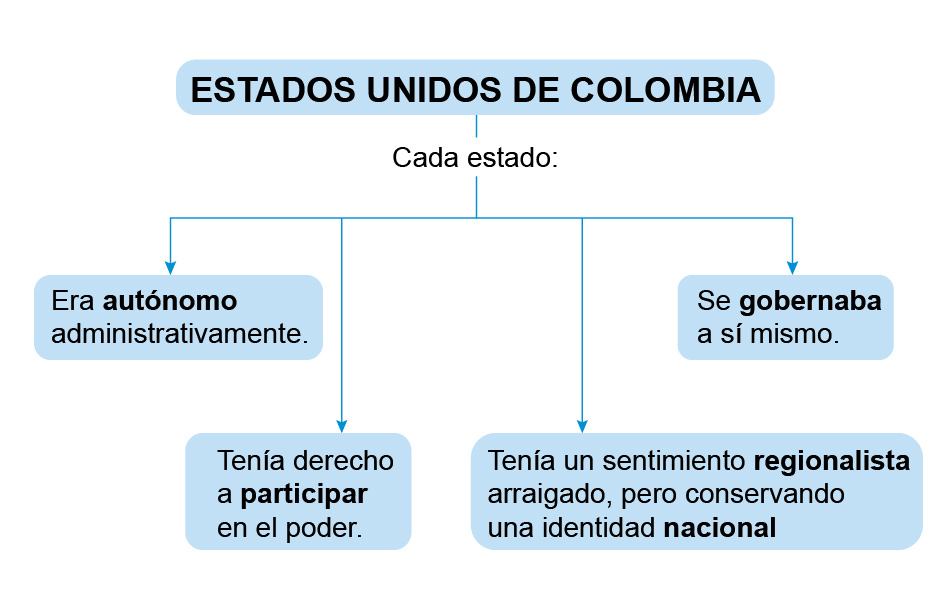 ESTADOS UNIDOS DE COLOMBIA
Cada estado:
Era autónomo
administrativamente.
Se gobernaba
a sí mismo.
Tenía derecho
a participar
en el poder.
Tenía un sentimiento regionalista
arraigado, pero conservando
una identidad nacional